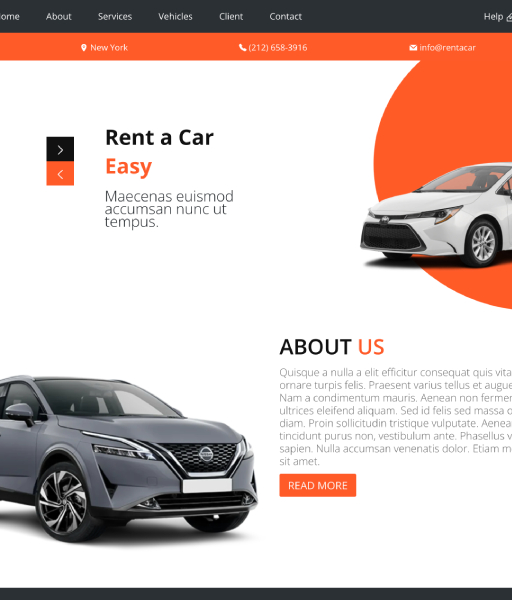 ome About Services Vehicles Client Contact Help
New York (212) 658-3916 info@rentacar
Rent a Car
Easy
Maecenas euismod
accumsan nunc ut
tempus.
ABOUT US
Quisque a nulla a elit efficitur consequat quis vita
ornare turpis felis. Praesent varius tellus et augue
Nam a condimentum mauris. Aenean non fermen
ultrices eleifend aliquam. Sed id felis sed massa d
diam. Proin sollicitudin tristique vulputate. Aenea
tincidunt purus non, vestibulum ante. Phasellus v
sapien. Nulla accumsan venenatis dolor. Etiam m
sit amet.
READ MORE